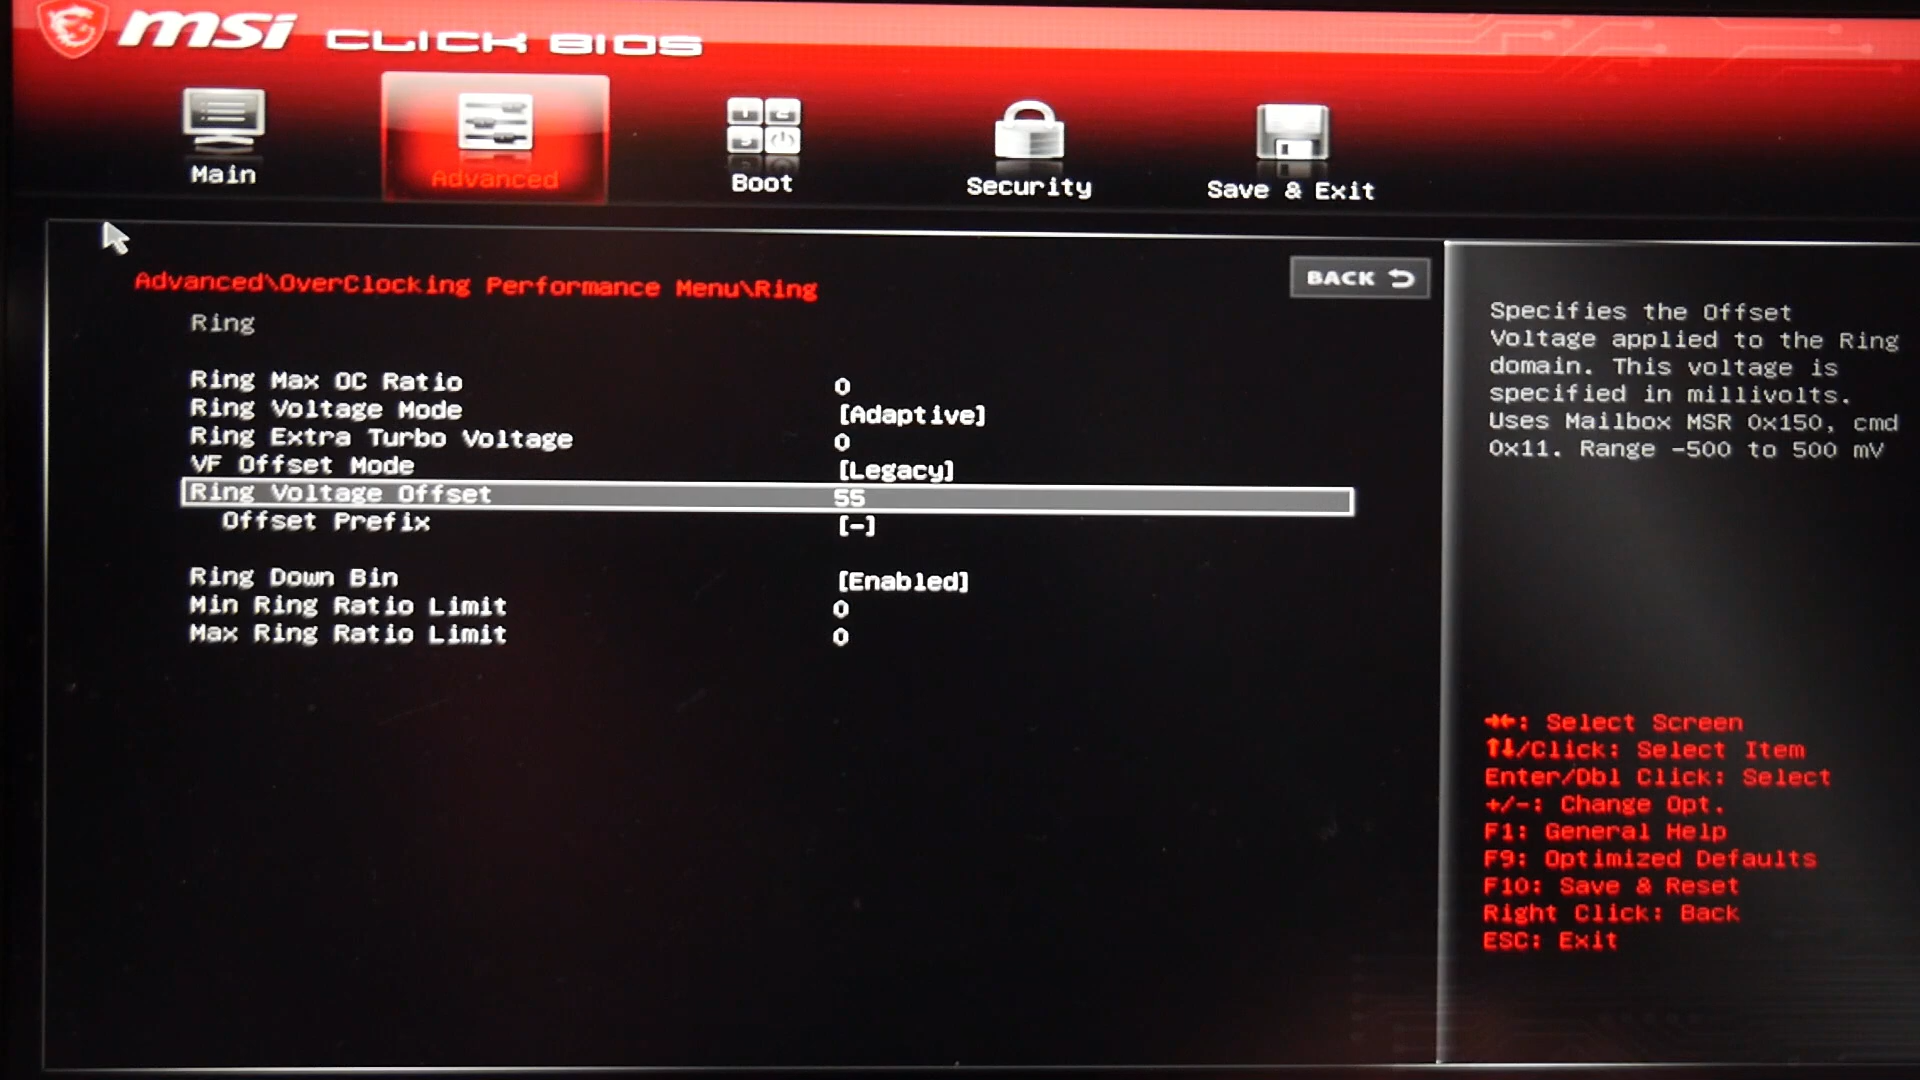 msi CLICK BIOS
Main
Advanced
Boot
Security
Save & Exit
Advanced\OverClocking Performance Menu\Ring
BACK
Ring
Ring Max OC Ratio 0
Ring Voltage Mode [Adaptive]
Ring Extra Turbo Voltage 0
VF Offset Mode [Legacy]
Ring Voltage Offset 55
Offset Prefix [-]
Ring Down Bin [Enabled]
Min Ring Ratio Limit 0
Max Ring Ratio Limit 0
Specifies the Offset
Voltage applied to the Ring
domain. This voltage is
specified in millivolts.
Uses Mailbox MSR 0x150, cmd
0x11. Range -500 to 500 mV
→←: Select Screen
↑↓/Click: Select Item
Enter/Dbl Click: Select
+/-: Change Opt.
F1: General Help
F9: Optimized Defaults
F10: Save & Reset
Right Click: Back
ESC: Exit